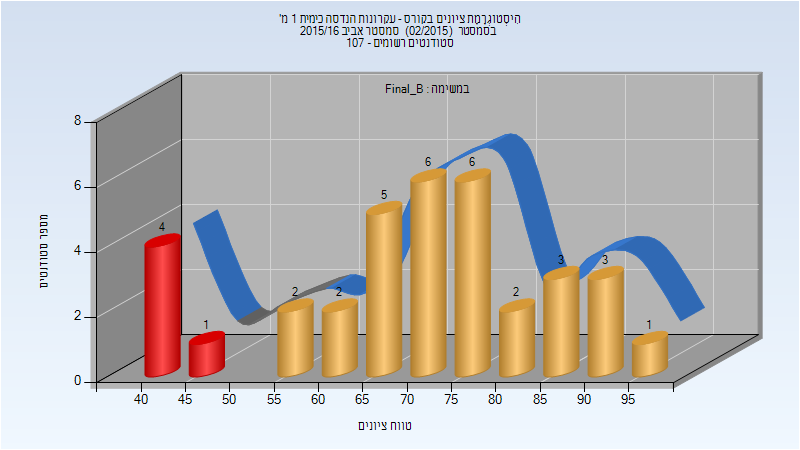 הִיסְטוֹגְרָמַת ציונים בקורס - עקרונות הנדסה כימית 1 מ'
בסמסטר (02/2015) סמסטר אביב 2015/16
סטודנטים רשומים - 107
במשימה : Final_B
מספר סטודנטים
8
6
4
2
0
4
1
2
2
5
6
6
2
3
3
1
40 45 50 55 60 65 70 75 80 85 90 95
טווח ציונים